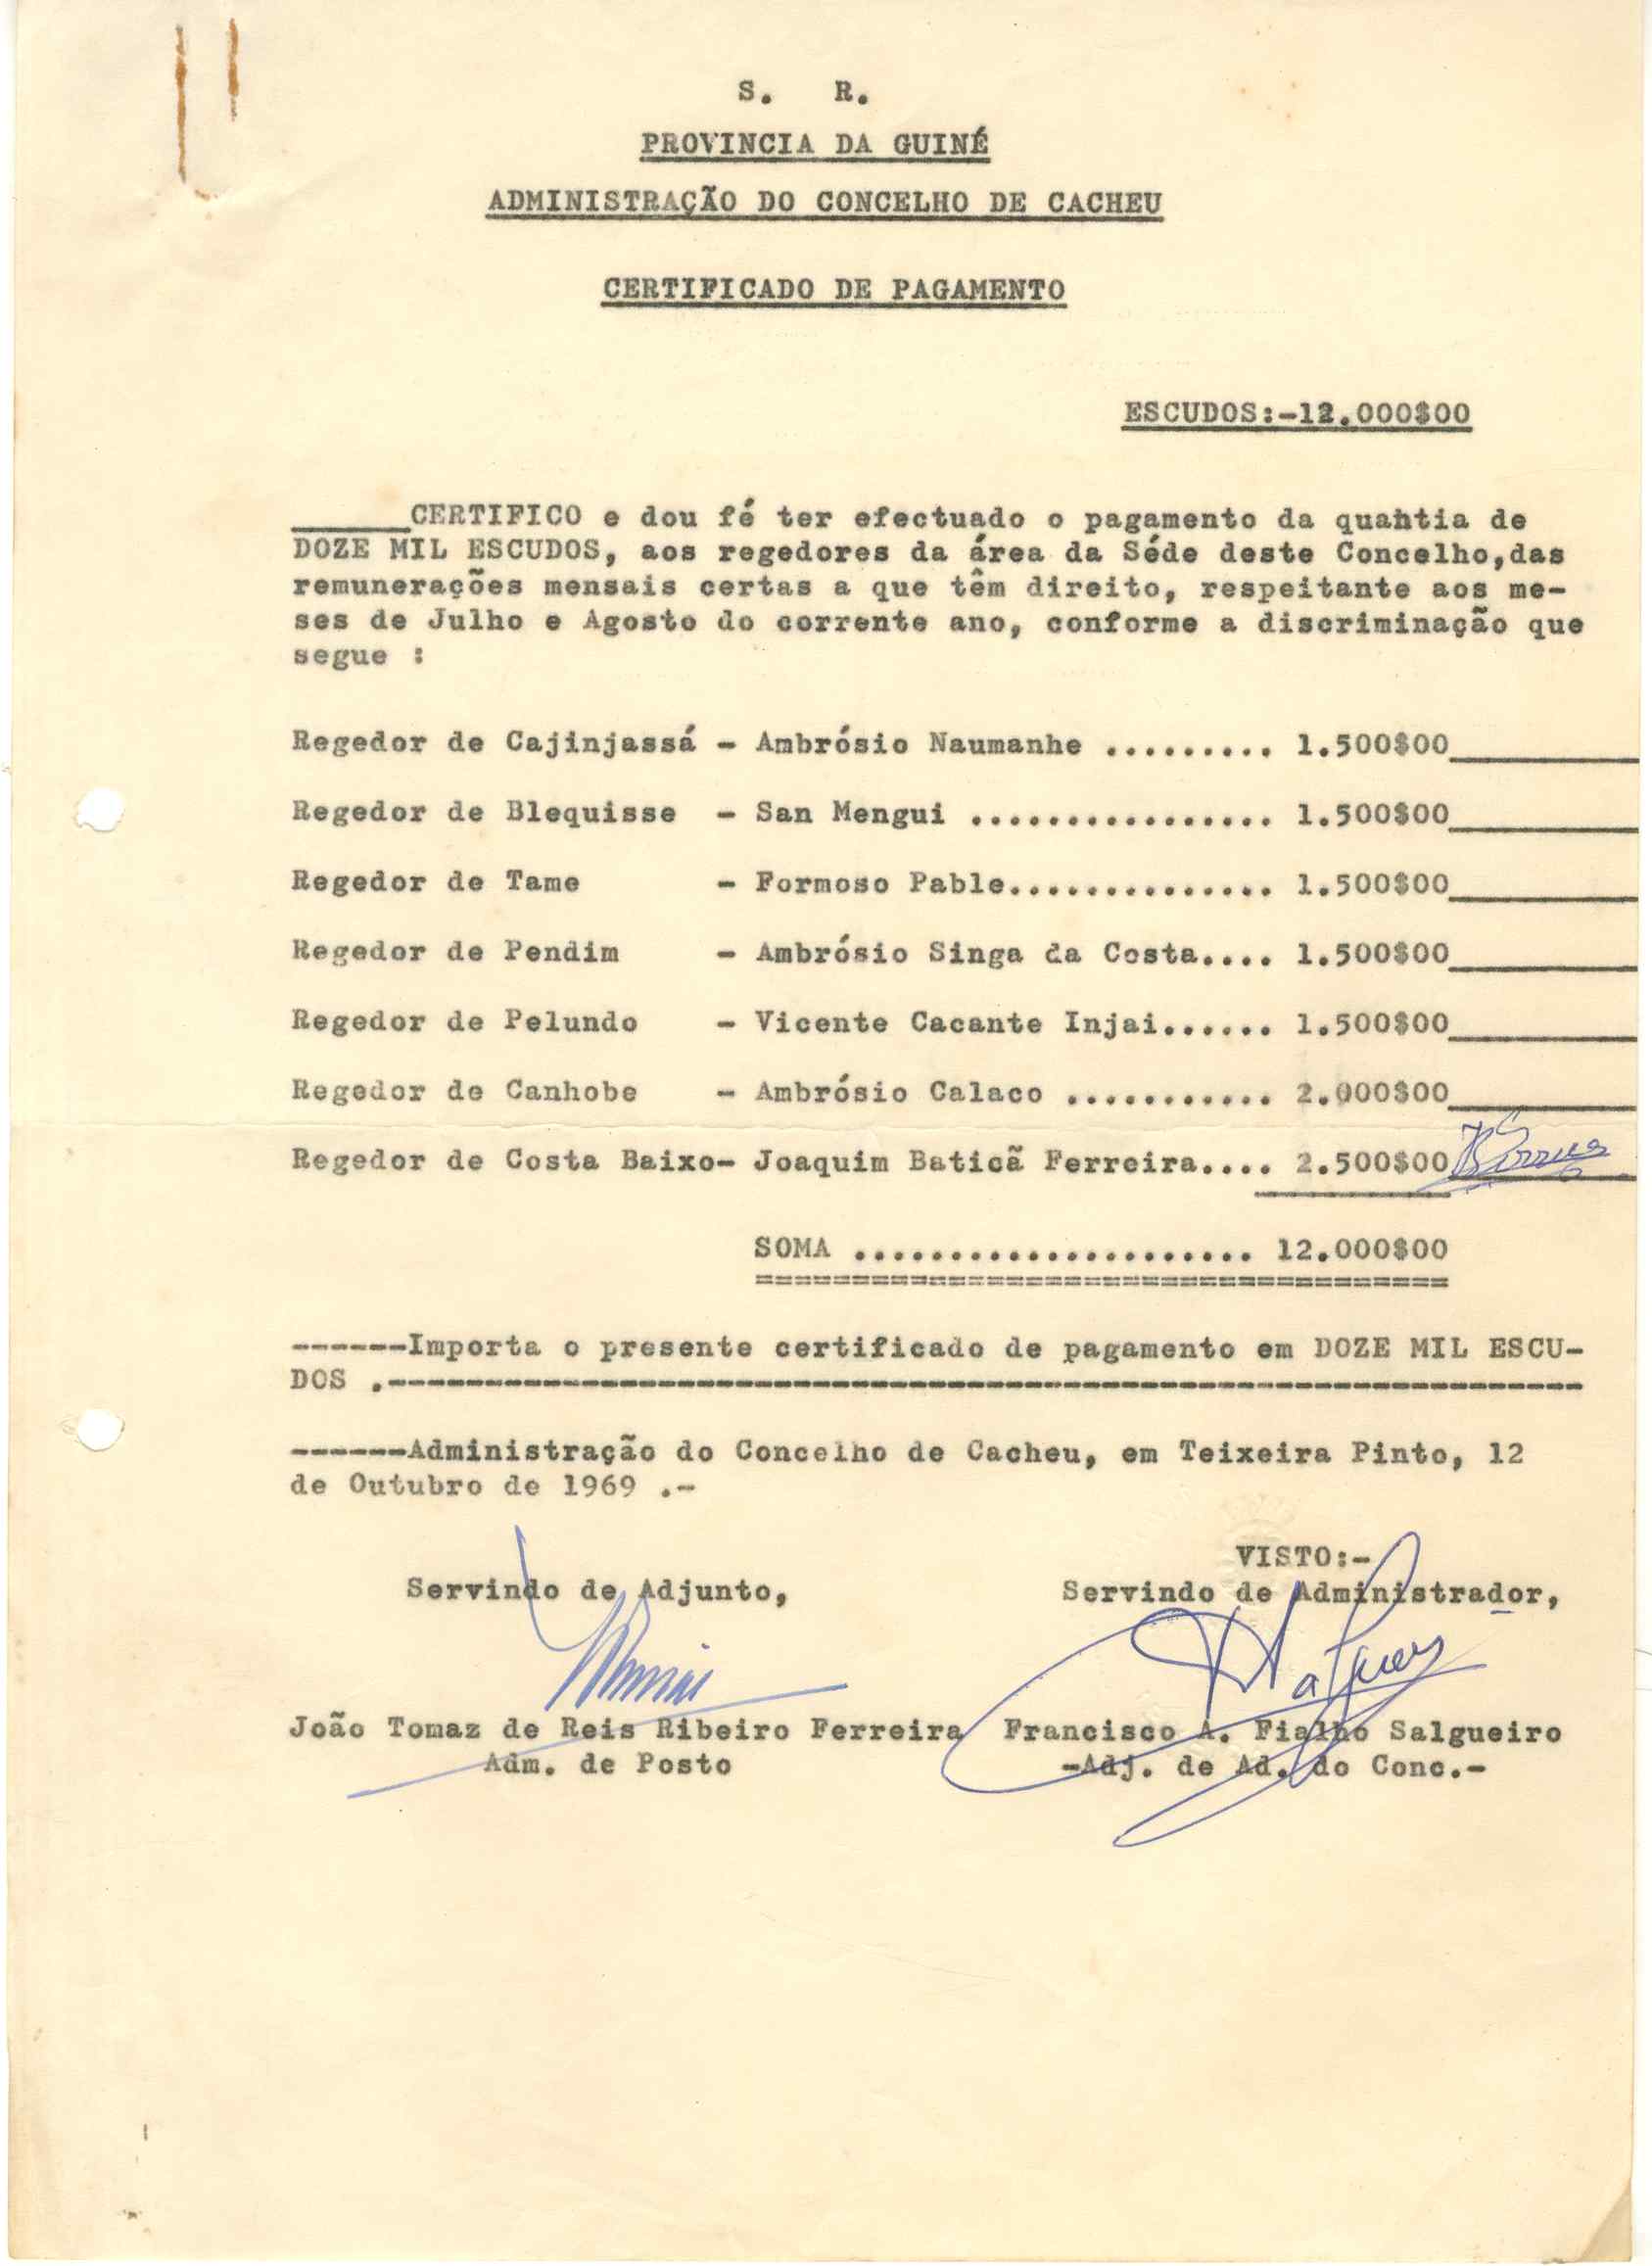 S. R.
PROVINCIA DA GUINÉ
ADMINISTRAÇÃO DO CONCELHO DE CACHEU
CERTIFICADO DE PAGAMENTO
ESCUDOS:-12.000$00
______CERTIFICO e dou fé ter efectuado o pagamento da quantia de
DOZE MIL ESCUDOS, aos regedores da área da Séde deste Concelho,das
remunerações mensais certas a que têm direito, respeitante aos me-
ses de Julho e Agosto do corrente ano, conforme a discriminação que
segue :
Regedor de Cajinjassá - Ambrósio Naumanhe ......... 1.500$00
Regedor de Blequisse - San Mengui ................ 1.500$00
Regedor de Tame - Formoso Pable.............. 1.500$00
Regedor de Pendim - Ambrósio Singa da Costa.... 1.500$00
Regedor de Pelundo - Vicente Cacante Injai...... 1.500$00
Regedor de Canhobe - Ambrósio Calaco ........... 2.000$00
Regedor de Costa Baixo- Joaquim Baticã Ferreira.... 2.500$00
SOMA ..................... 12.000$00
====================================
------Importa o presente certificado de pagamento em DOZE MIL ESCU-
DOS .--------------------------------------------------------------
------Administração do Concelho de Cacheu, em Teixeira Pinto, 12
de Outubro de 1969 .-
VISTO:-
Servindo de Adjunto, Servindo de Administrador,
João Tomaz de Reis Ribeiro Ferreira Francisco A. Fialho Salgueiro
Adm. de Posto -Adj. de Ad. do Conc.-